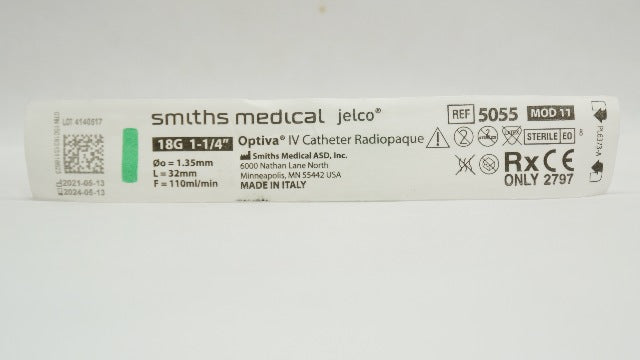 LOT 4140517
2021-05-13
2024-05-13
smiths medical jelco®
18G 1-1/4"
Øo = 1.35mm
L = 32mm
F = 110ml/min
Optiva® IV Catheter Radiopaque
Smiths Medical ASD, Inc.
6000 Nathan Lane North
Minneapolis, MN 55442 USA
MADE IN ITALY
REF 5055 MOD 11
STERILE EO
Rx CE
ONLY 2797